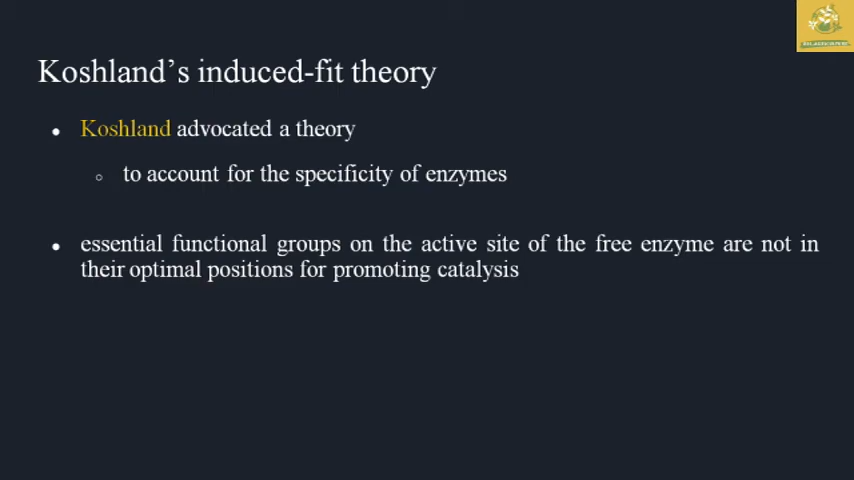 Koshland's induced-fit theory
● Koshland advocated a theory
○ to account for the specificity of enzymes
● essential functional groups on the active site of the free enzyme are not in
their optimal positions for promoting catalysis